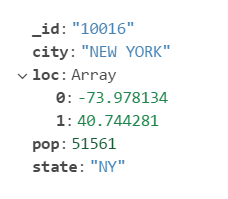 _id: "10016"
city: "NEW YORK"
loc: Array
0: -73.978134
1: 40.744281
pop: 51561
state: "NY"